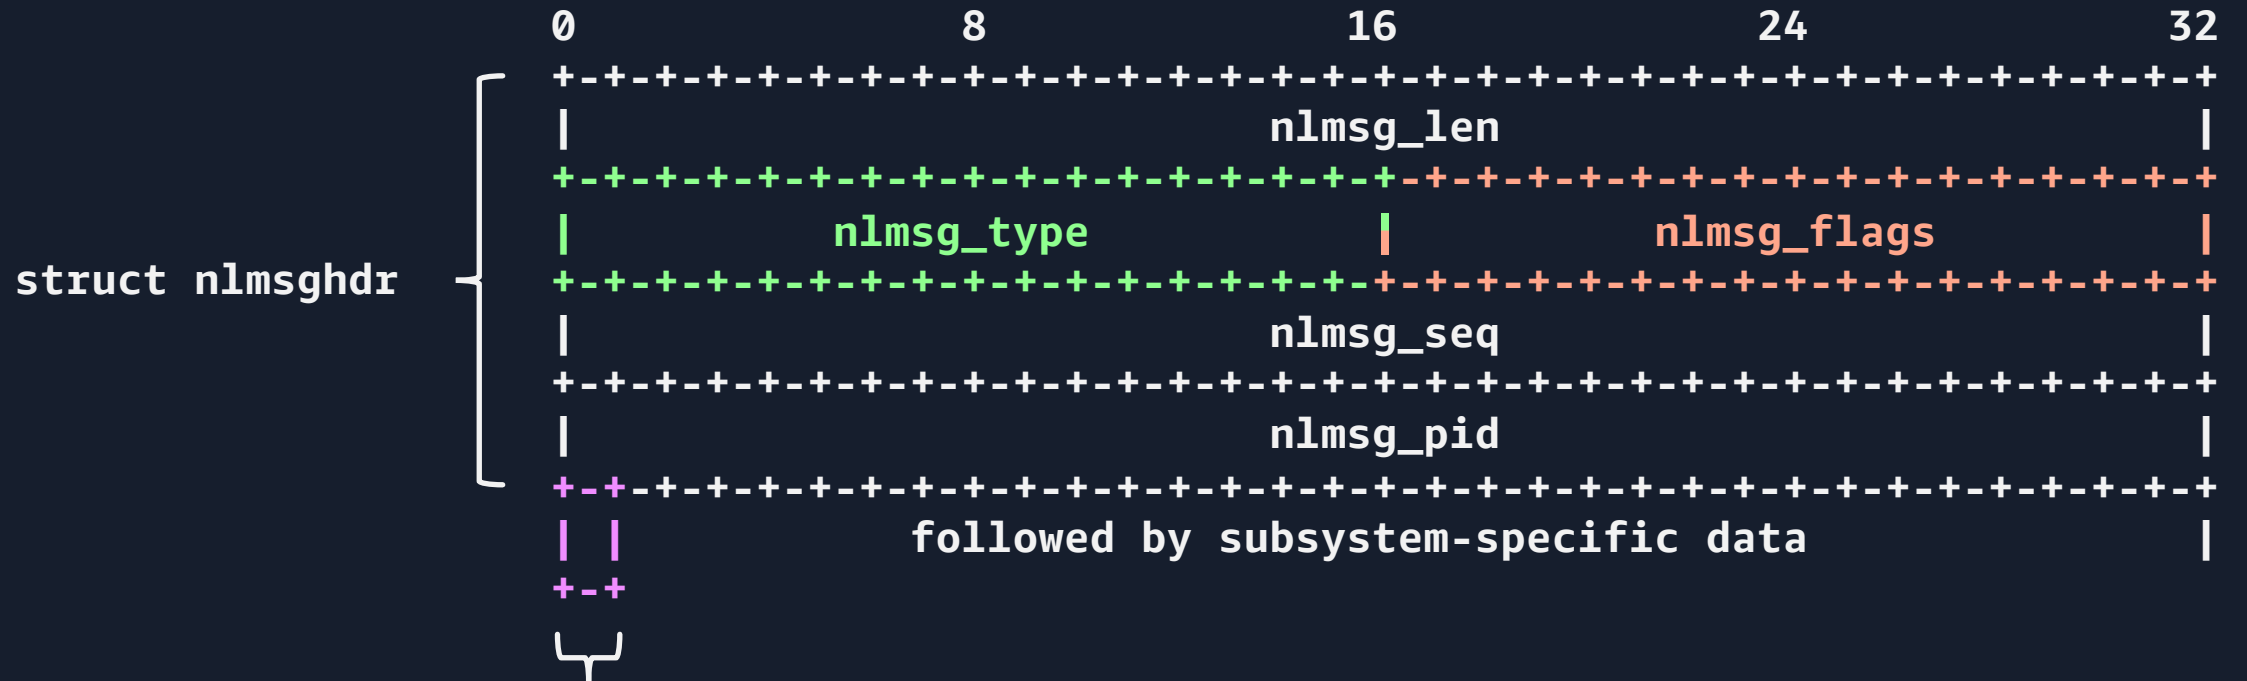 0 8 16 24 32
+-+-+-+-+-+-+-+-+-+-+-+-+-+-+-+-+-+-+-+-+-+-+-+-+-+-+-+-+-+-+-+-+
| nlmsg_len |
+-+-+-+-+-+-+-+-+-+-+-+-+-+-+-+-+-+-+-+-+-+-+-+-+-+-+-+-+-+-+-+-+
| nlmsg_type | nlmsg_flags |
struct nlmsghdr +-+-+-+-+-+-+-+-+-+-+-+-+-+-+-+-+-+-+-+-+-+-+-+-+-+-+-+-+-+-+-+-+
| nlmsg_seq |
+-+-+-+-+-+-+-+-+-+-+-+-+-+-+-+-+-+-+-+-+-+-+-+-+-+-+-+-+-+-+-+-+
| nlmsg_pid |
+-+-+-+-+-+-+-+-+-+-+-+-+-+-+-+-+-+-+-+-+-+-+-+-+-+-+-+-+-+-+-+-+
| | followed by subsystem-specific data |
+-+